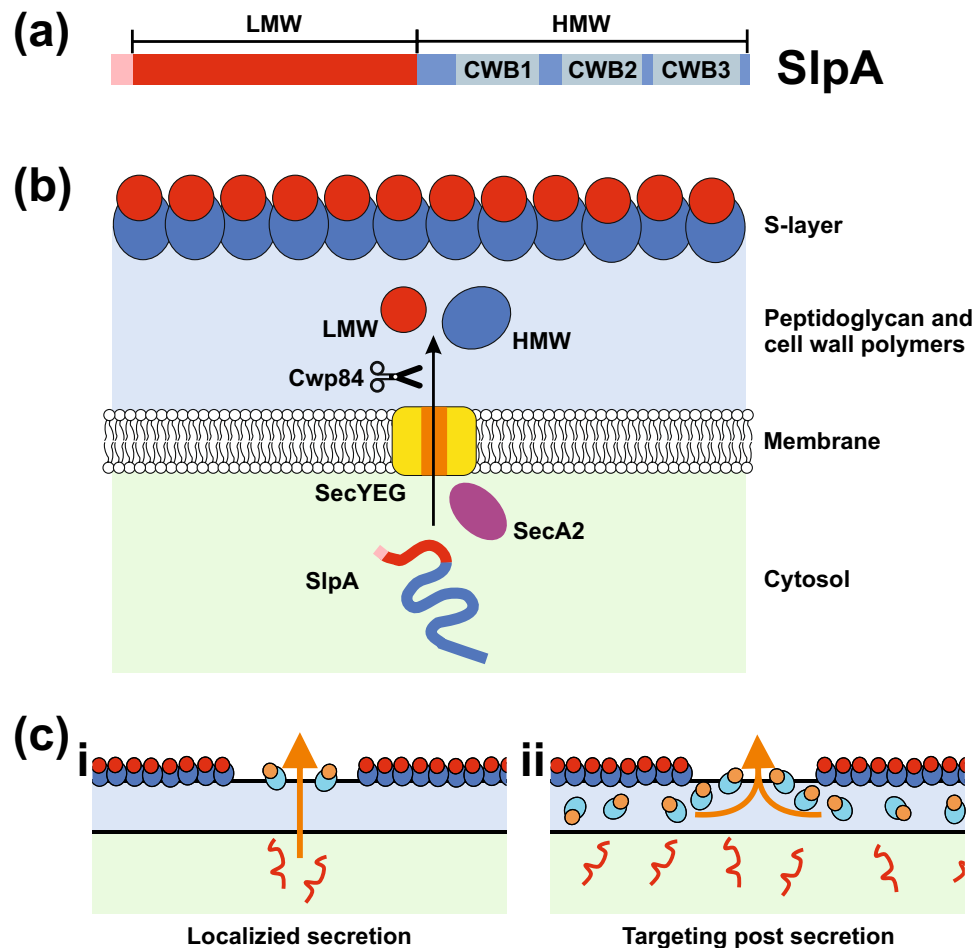 (a)
LMW
HMW
CWB1
CWB2
CWB3
SlpA
(b)
S-layer
LMW
HMW
Peptidoglycan and
cell wall polymers
Cwp84
Membrane
SecYEG
SecA2
SlpA
Cytosol
(c)
i
ii
Localizied secretion
Targeting post secretion